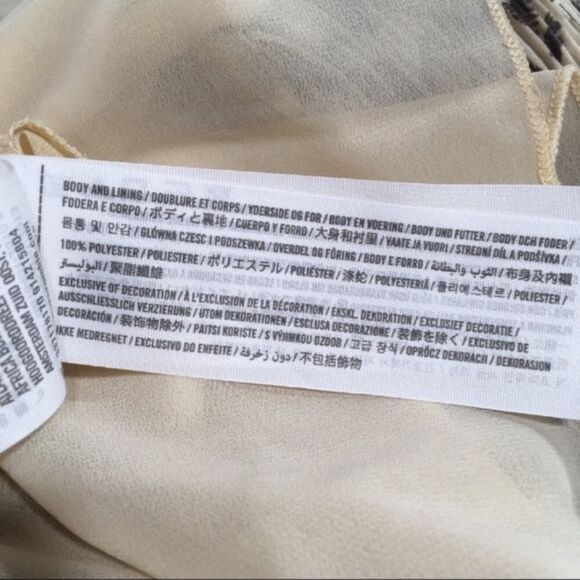 BODY AND LINING / DOUBLURE ET CORPS / YDERSIDE OG FOR / BODY EN VOERING / BODY UND FUTTER / BODY OCH FODER /
FODERA E CORPO / ボディと裏地 / CUERPO Y FORRO / 大身和衬里 / VAATE JA VUORI / STREDNÍ DÍL A PODŠÍVKA /
몸통 및 안감 / GŁÓWNA CZESC I PODSZEWKA / OVERDEL OG FÔRING / BODY E FORRO / الثوب والبطانة / 布身及內襯
100% POLYESTER / POLIESTERE / ポリエステル / POLIÉSTER / 涤纶 / POLYESTERIÄ / 폴리에스테르 / POLIESTER /
البوليستر / 聚脂纖維
EXCLUSIVE OF DECORATION / À L'EXCLUSION DE LA DÉCORATION / EKSKL. DEKORATION / EXCLUSIEF DECORATIE /
AUSSCHLIESSLICH VERZIERUNG / UTOM DEKORATIONEN / ESCLUSA DECORAZIONE / 装飾を除く / EXCLUSIVO DE
DECORACIÓN / 装饰物除外 / PAITSI KORISTE / S VÝJIMKOU OZDOB / 고급 장식 / OPRÓCZ DEKORACJI / DEKORASJON
IKKE MEDREGNET / EXCLUSIVO DO ENFEITE / دون زخرفة / 不包括飾物
AMSTERDAM ZUID